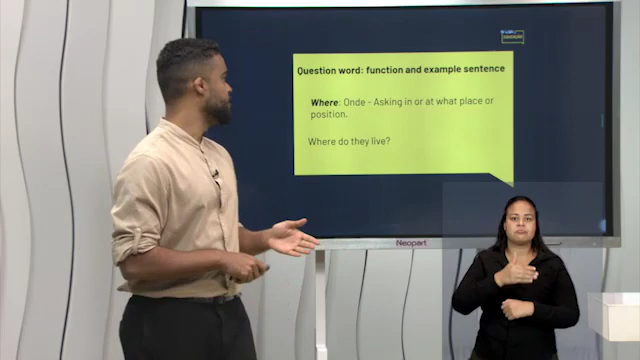 Question word: function and example sentence
Where: Onde - Asking in or at what place or
position.
Where do they live?
Neopart